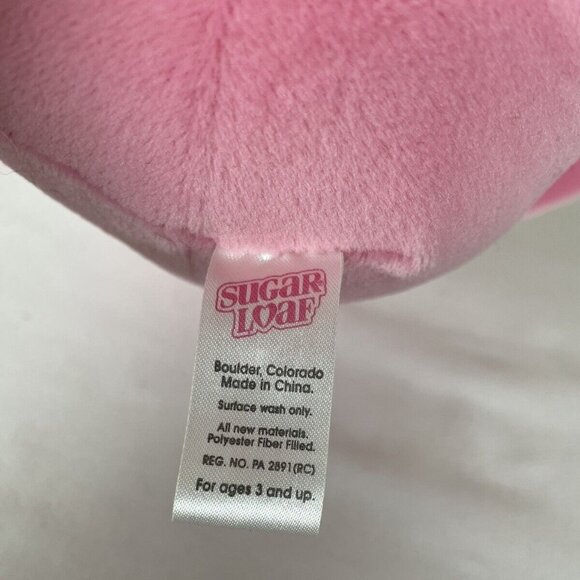 SUGAR
LOAF
Boulder, Colorado
Made in China.
Surface wash only.
All new materials.
Polyester Fiber Filled.
REG. NO. PA 2891(RC)
For ages 3 and up.